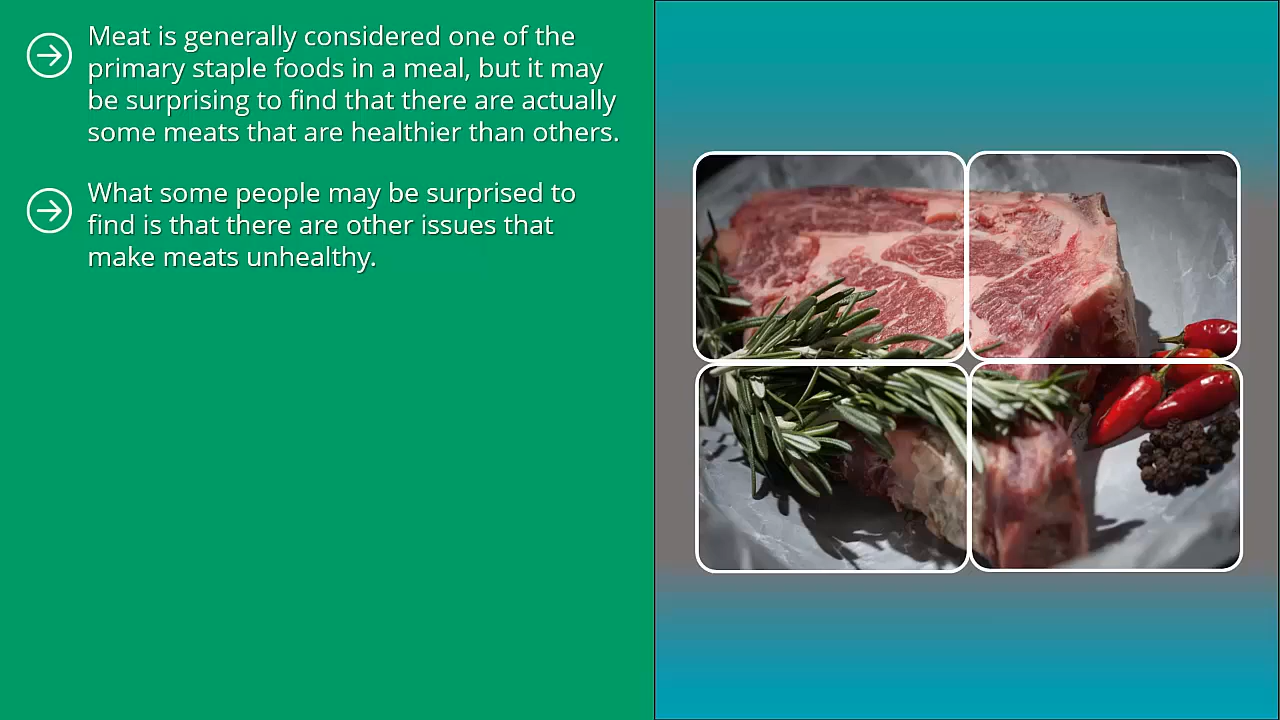 Meat is generally considered one of the
primary staple foods in a meal, but it may
be surprising to find that there are actually
some meats that are healthier than others.
What some people may be surprised to
find is that there are other issues that
make meats unhealthy.